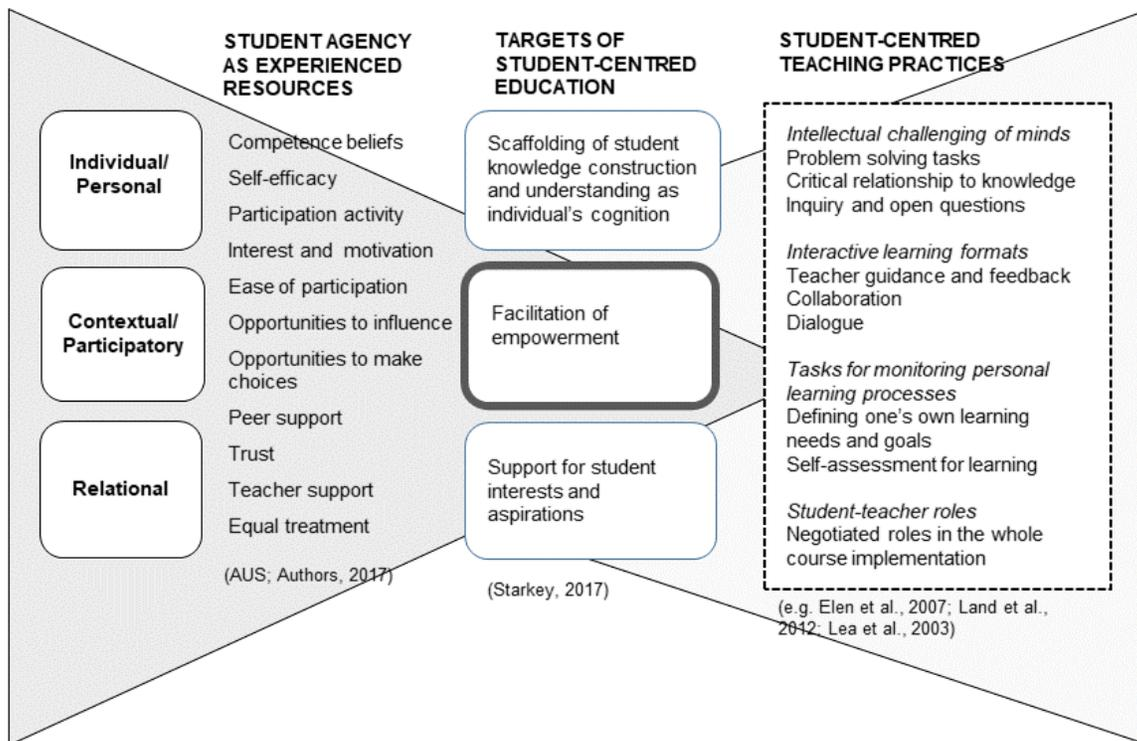 STUDENT AGENCY
AS EXPERIENCED
RESOURCES
Individual/
Personal
Contextual/
Participatory
Relational
Competence beliefs
Self-efficacy
Participation activity
Interest and motivation
Ease of participation
Opportunities to influence
Opportunities to make
choices
Peer support
Trust
Teacher support
Equal treatment
(AUS; Authors, 2017)
TARGETS OF
STUDENT-CENTRED
EDUCATION
Scaffolding of student
knowledge construction
and understanding as
individual's cognition
Facilitation of
empowerment
Support for student
interests and
aspirations
(Starkey, 2017)
STUDENT-CENTRED
TEACHING PRACTICES
Intellectual challenging of minds
Problem solving tasks
Critical relationship to knowledge
Inquiry and open questions
Interactive learning formats
Teacher guidance and feedback
Collaboration
Dialogue
Tasks for monitoring personal
learning processes
Defining one's own learning
needs and goals
Self-assessment for learning
Student-teacher roles
Negotiated roles in the whole
course implementation
(e.g. Elen et al., 2007; Land et al.,
2012; Lea et al., 2003)